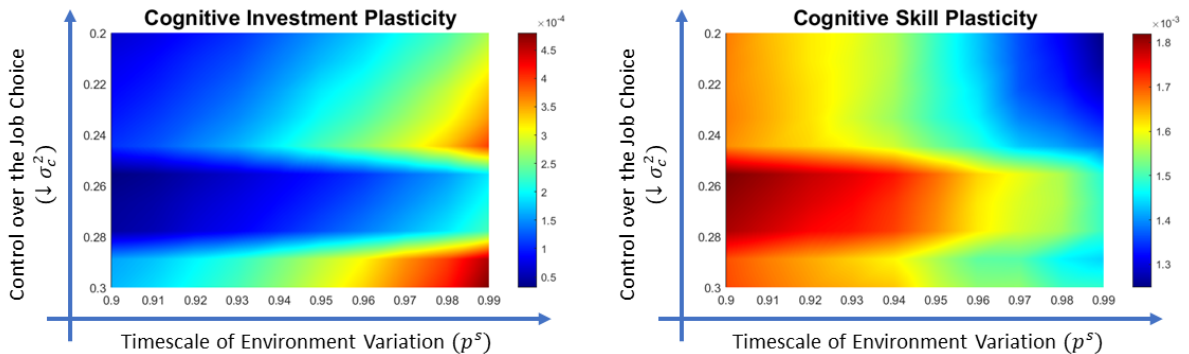 Cognitive Investment Plasticity
×10⁻⁴
Control over the Job Choice
(↓ σ_c²)
0.2
0.22
0.24
0.26
0.28
0.3
0.9 0.91 0.92 0.93 0.94 0.95 0.96 0.97 0.98 0.99
4.5
4
3.5
3
2.5
2
1.5
1
0.5
Timescale of Environment Variation (pˢ)
Cognitive Skill Plasticity
×10⁻³
Control over the Job Choice
(↓ σ_c²)
0.2
0.22
0.24
0.26
0.28
0.3
0.9 0.91 0.92 0.93 0.94 0.95 0.96 0.97 0.98 0.99
1.8
1.7
1.6
1.5
1.4
1.3
Timescale of Environment Variation (pˢ)